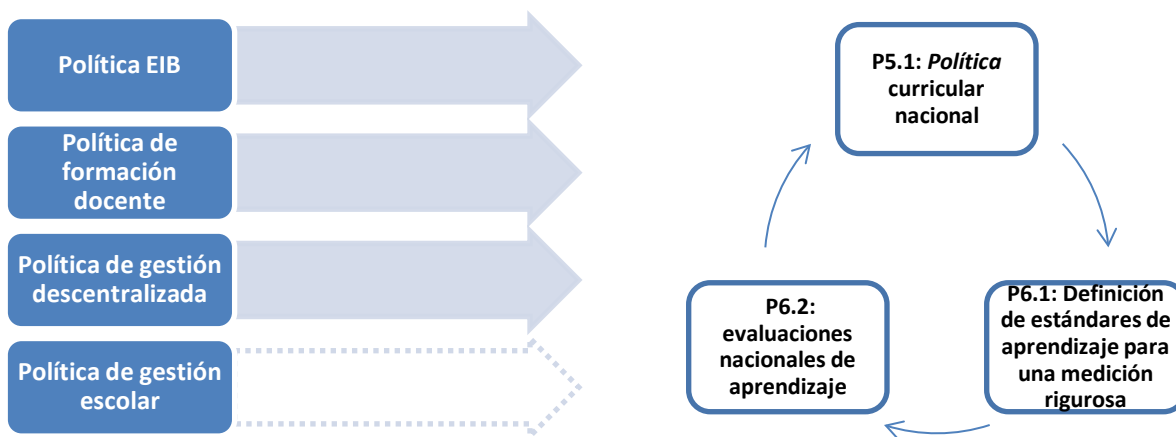 Política EIB
Política de
formación
docente
Política de gestión
descentralizada
Política de gestión
escolar
P5.1: Política
curricular
nacional
P6.2:
evaluaciones
nacionales de
aprendizaje
P6.1: Definición
de estándares de
aprendizaje para
una medición
rigurosa